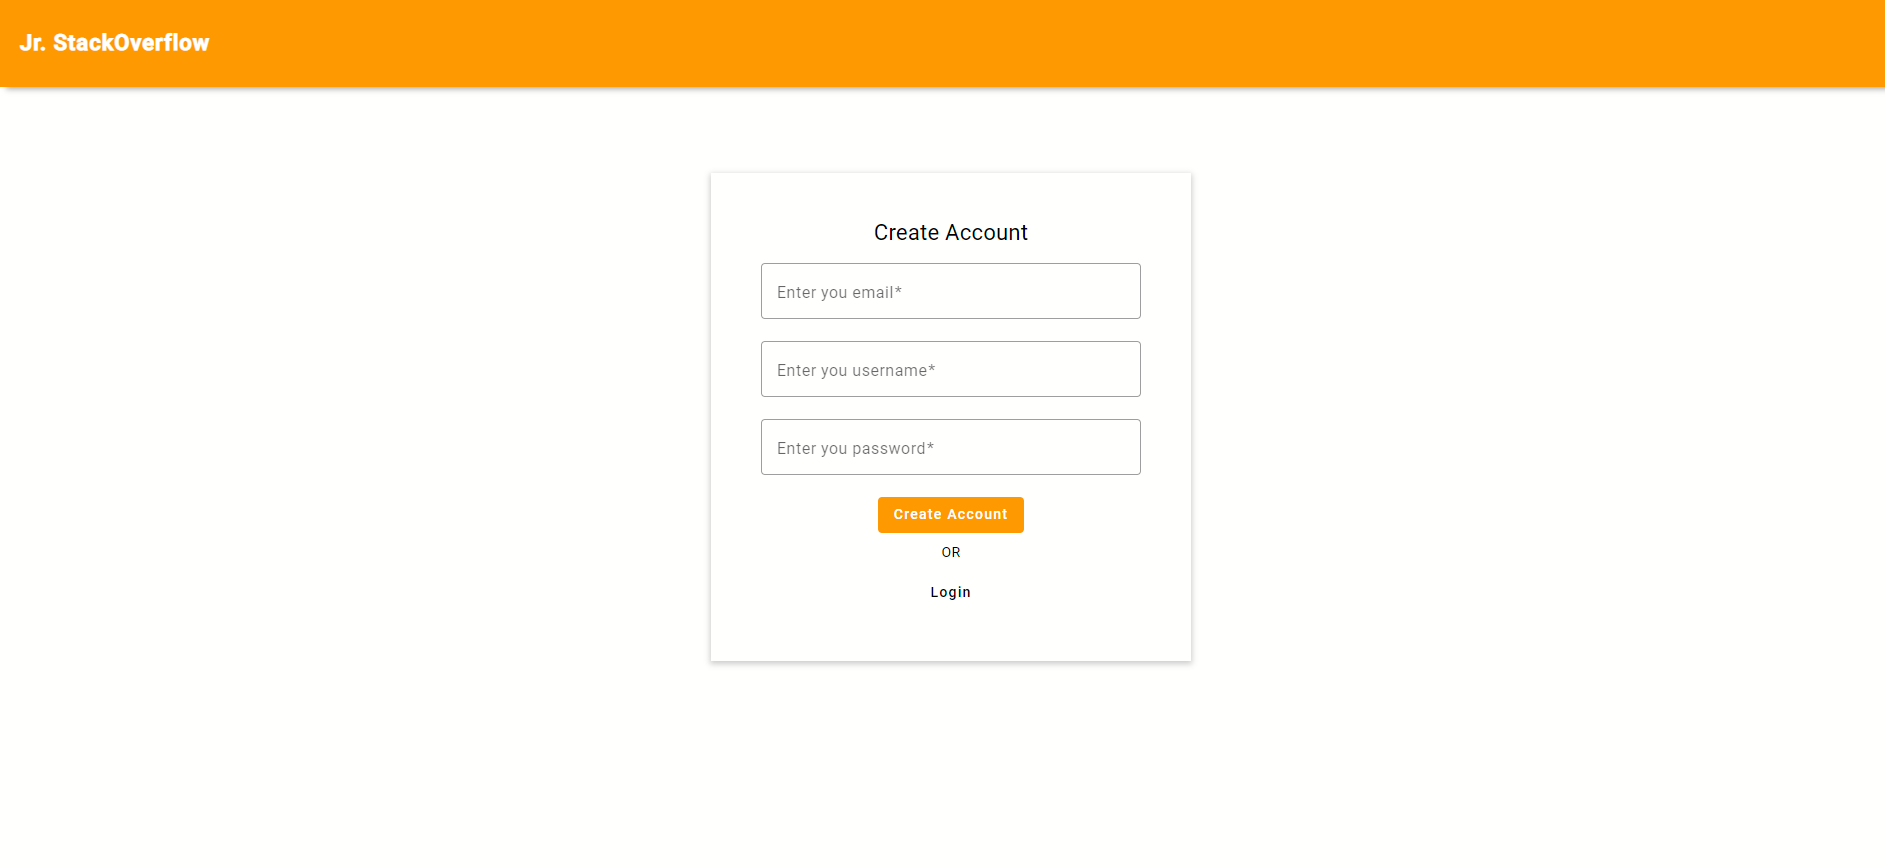 Jr. StackOverflow
Create Account
Enter you email*
Enter you username*
Enter you password*
Create Account
OR
Login